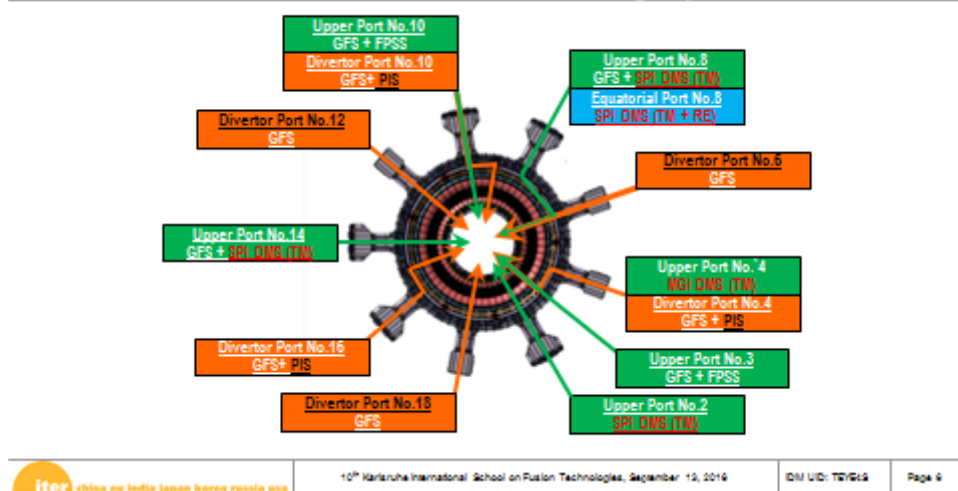 Upper Port No.10
GFS + FPSS
Divertor Port No.10
GFS+ PIS
Upper Port No.8
GFS + SPI DMS (TM)
Equatorial Port No.8
SPI DMS (TM + RE)
Divertor Port No.12
GFS
Divertor Port No.6
GFS
Upper Port No.14
GFS + SPI DMS (TM)
Upper Port No.`4
MGI DMS (TM)
Divertor Port No.4
GFS + PIS
Divertor Port No.16
GFS+ PIS
Upper Port No.3
GFS + FPSS
Divertor Port No.18
GFS
Upper Port No.2
SPI DMS (TM)
iter china eu india japan korea russia usa
10th Karlsruhe International School on Fusion Technologies, September 13, 2016
IDM UID:
Page 6